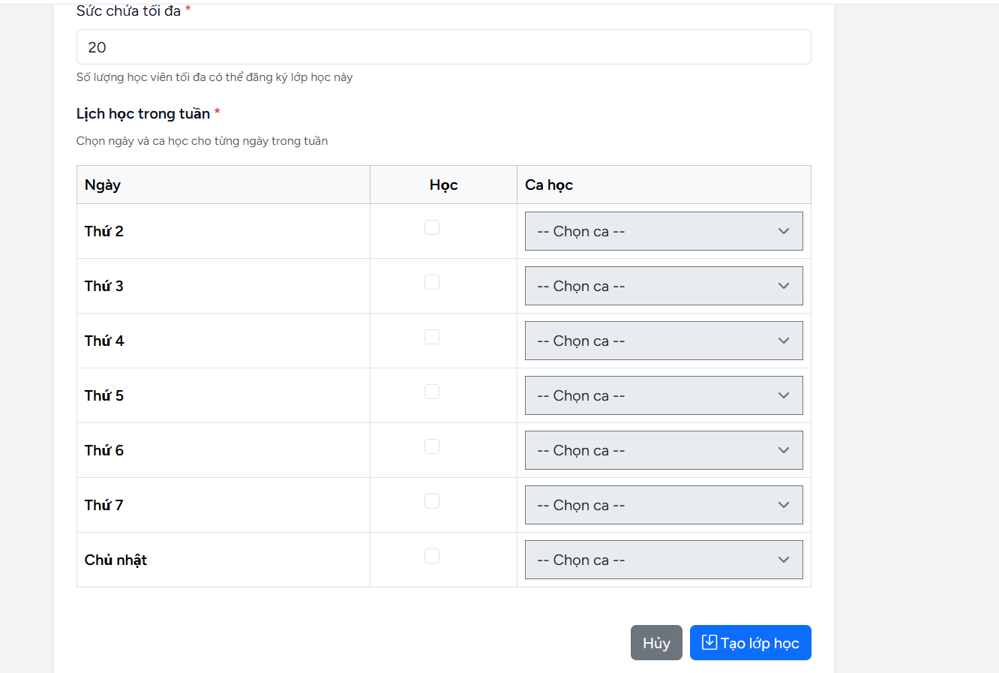 Sức chứa tối đa *
20
Số lượng học viên tối đa có thể đăng ký lớp học này
Lịch học trong tuần *
Chọn ngày và ca học cho từng ngày trong tuần
Ngày Học Ca học
Thứ 2 -- Chọn ca --
Thứ 3 -- Chọn ca --
Thứ 4 -- Chọn ca --
Thứ 5 -- Chọn ca --
Thứ 6 -- Chọn ca --
Thứ 7 -- Chọn ca --
Chủ nhật -- Chọn ca --
Hủy Tạo lớp học